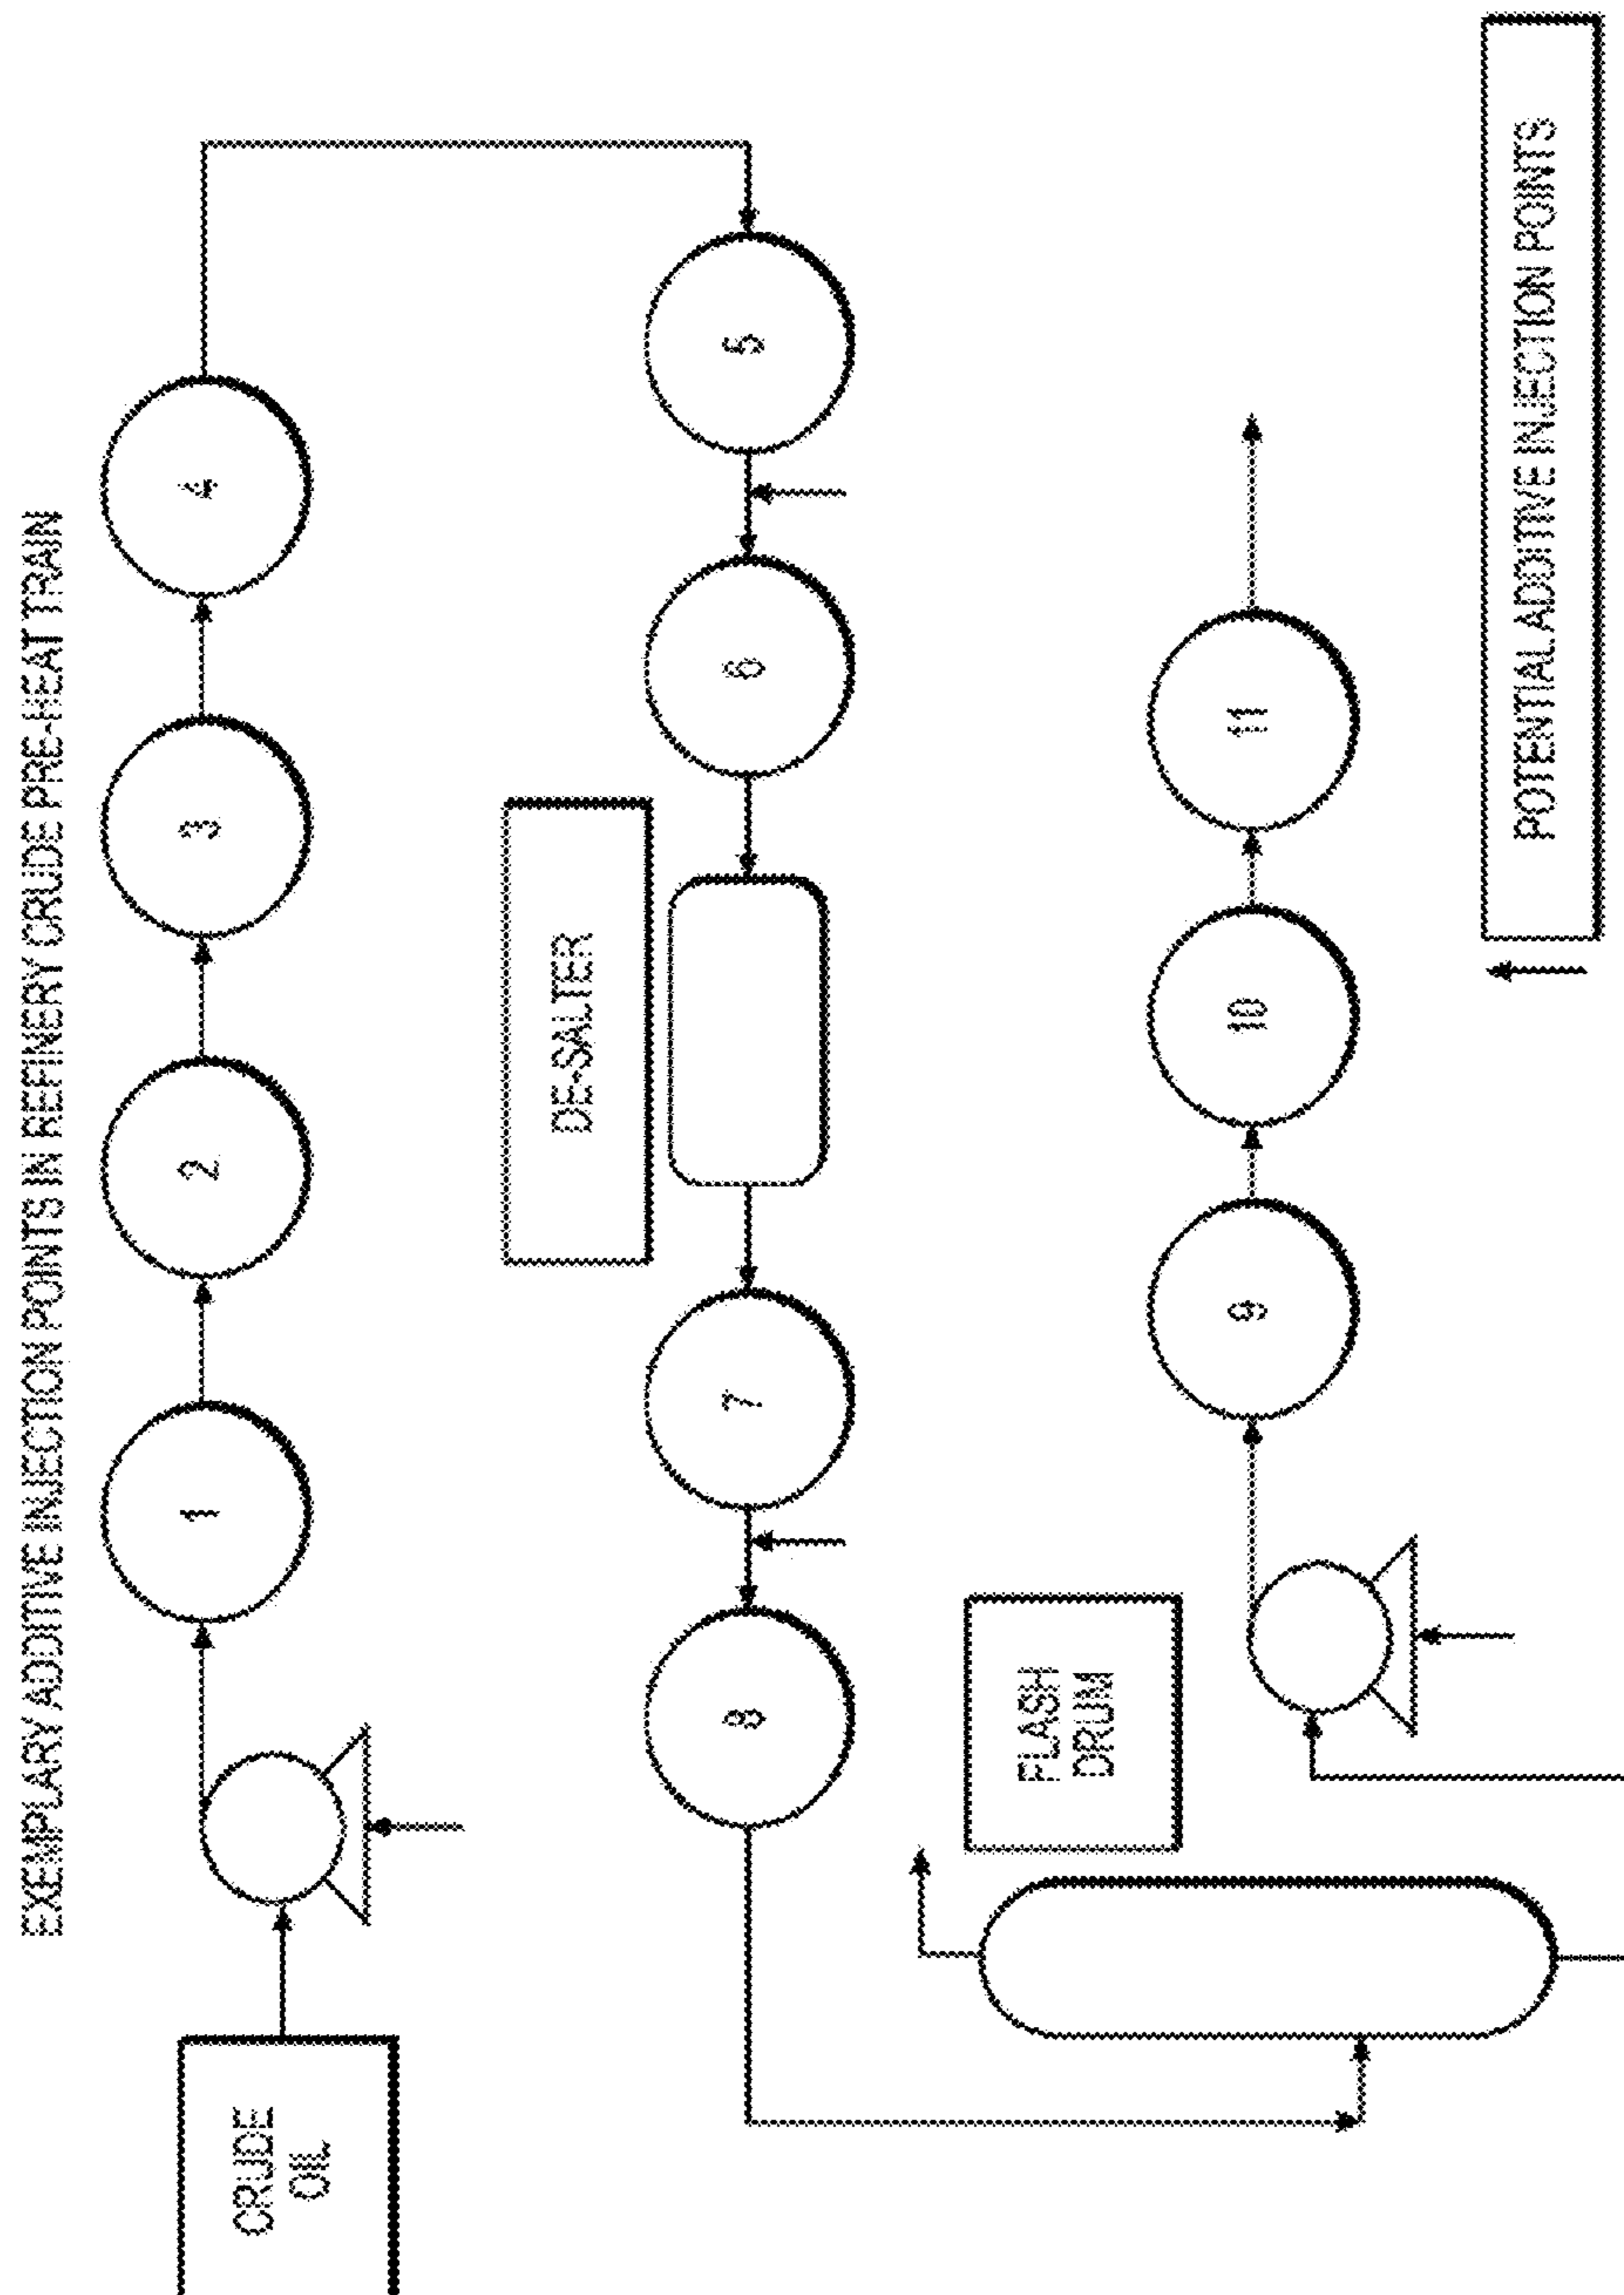 EXEMPLARY ADDITIVE INJECTION POINTS IN REFINERY CRUDE PRE-HEAT TRAIN
CRUDE
OIL
1
2
3
4
5
6
DE-SALTER
7
8
FLASH
DRUM
9
10
11
POTENTIAL ADDITIVE INJECTION POINTS